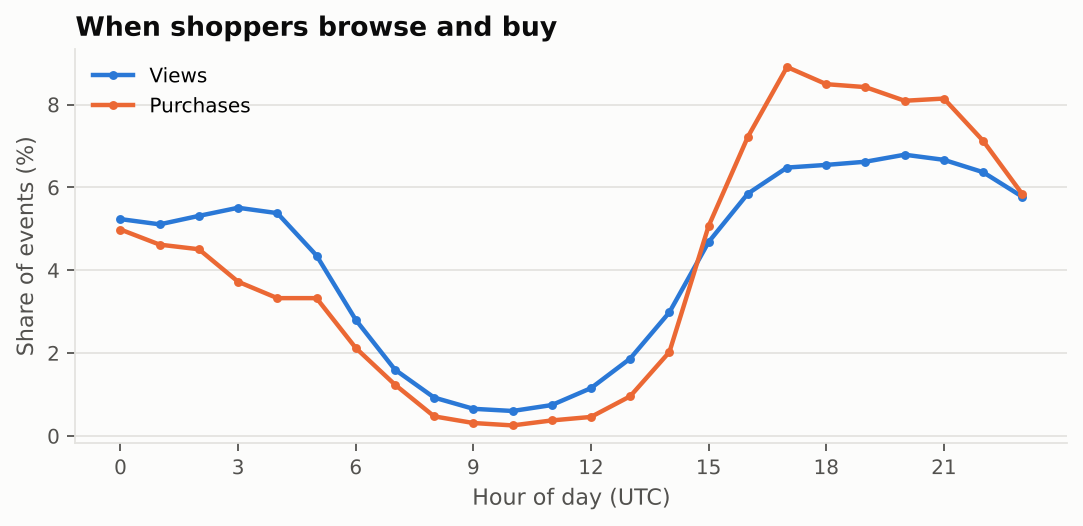 When shoppers browse and buy
Views
Purchases
Share of events (%)
8
6
4
2
0
0 3 6 9 12 15 18 21
Hour of day (UTC)